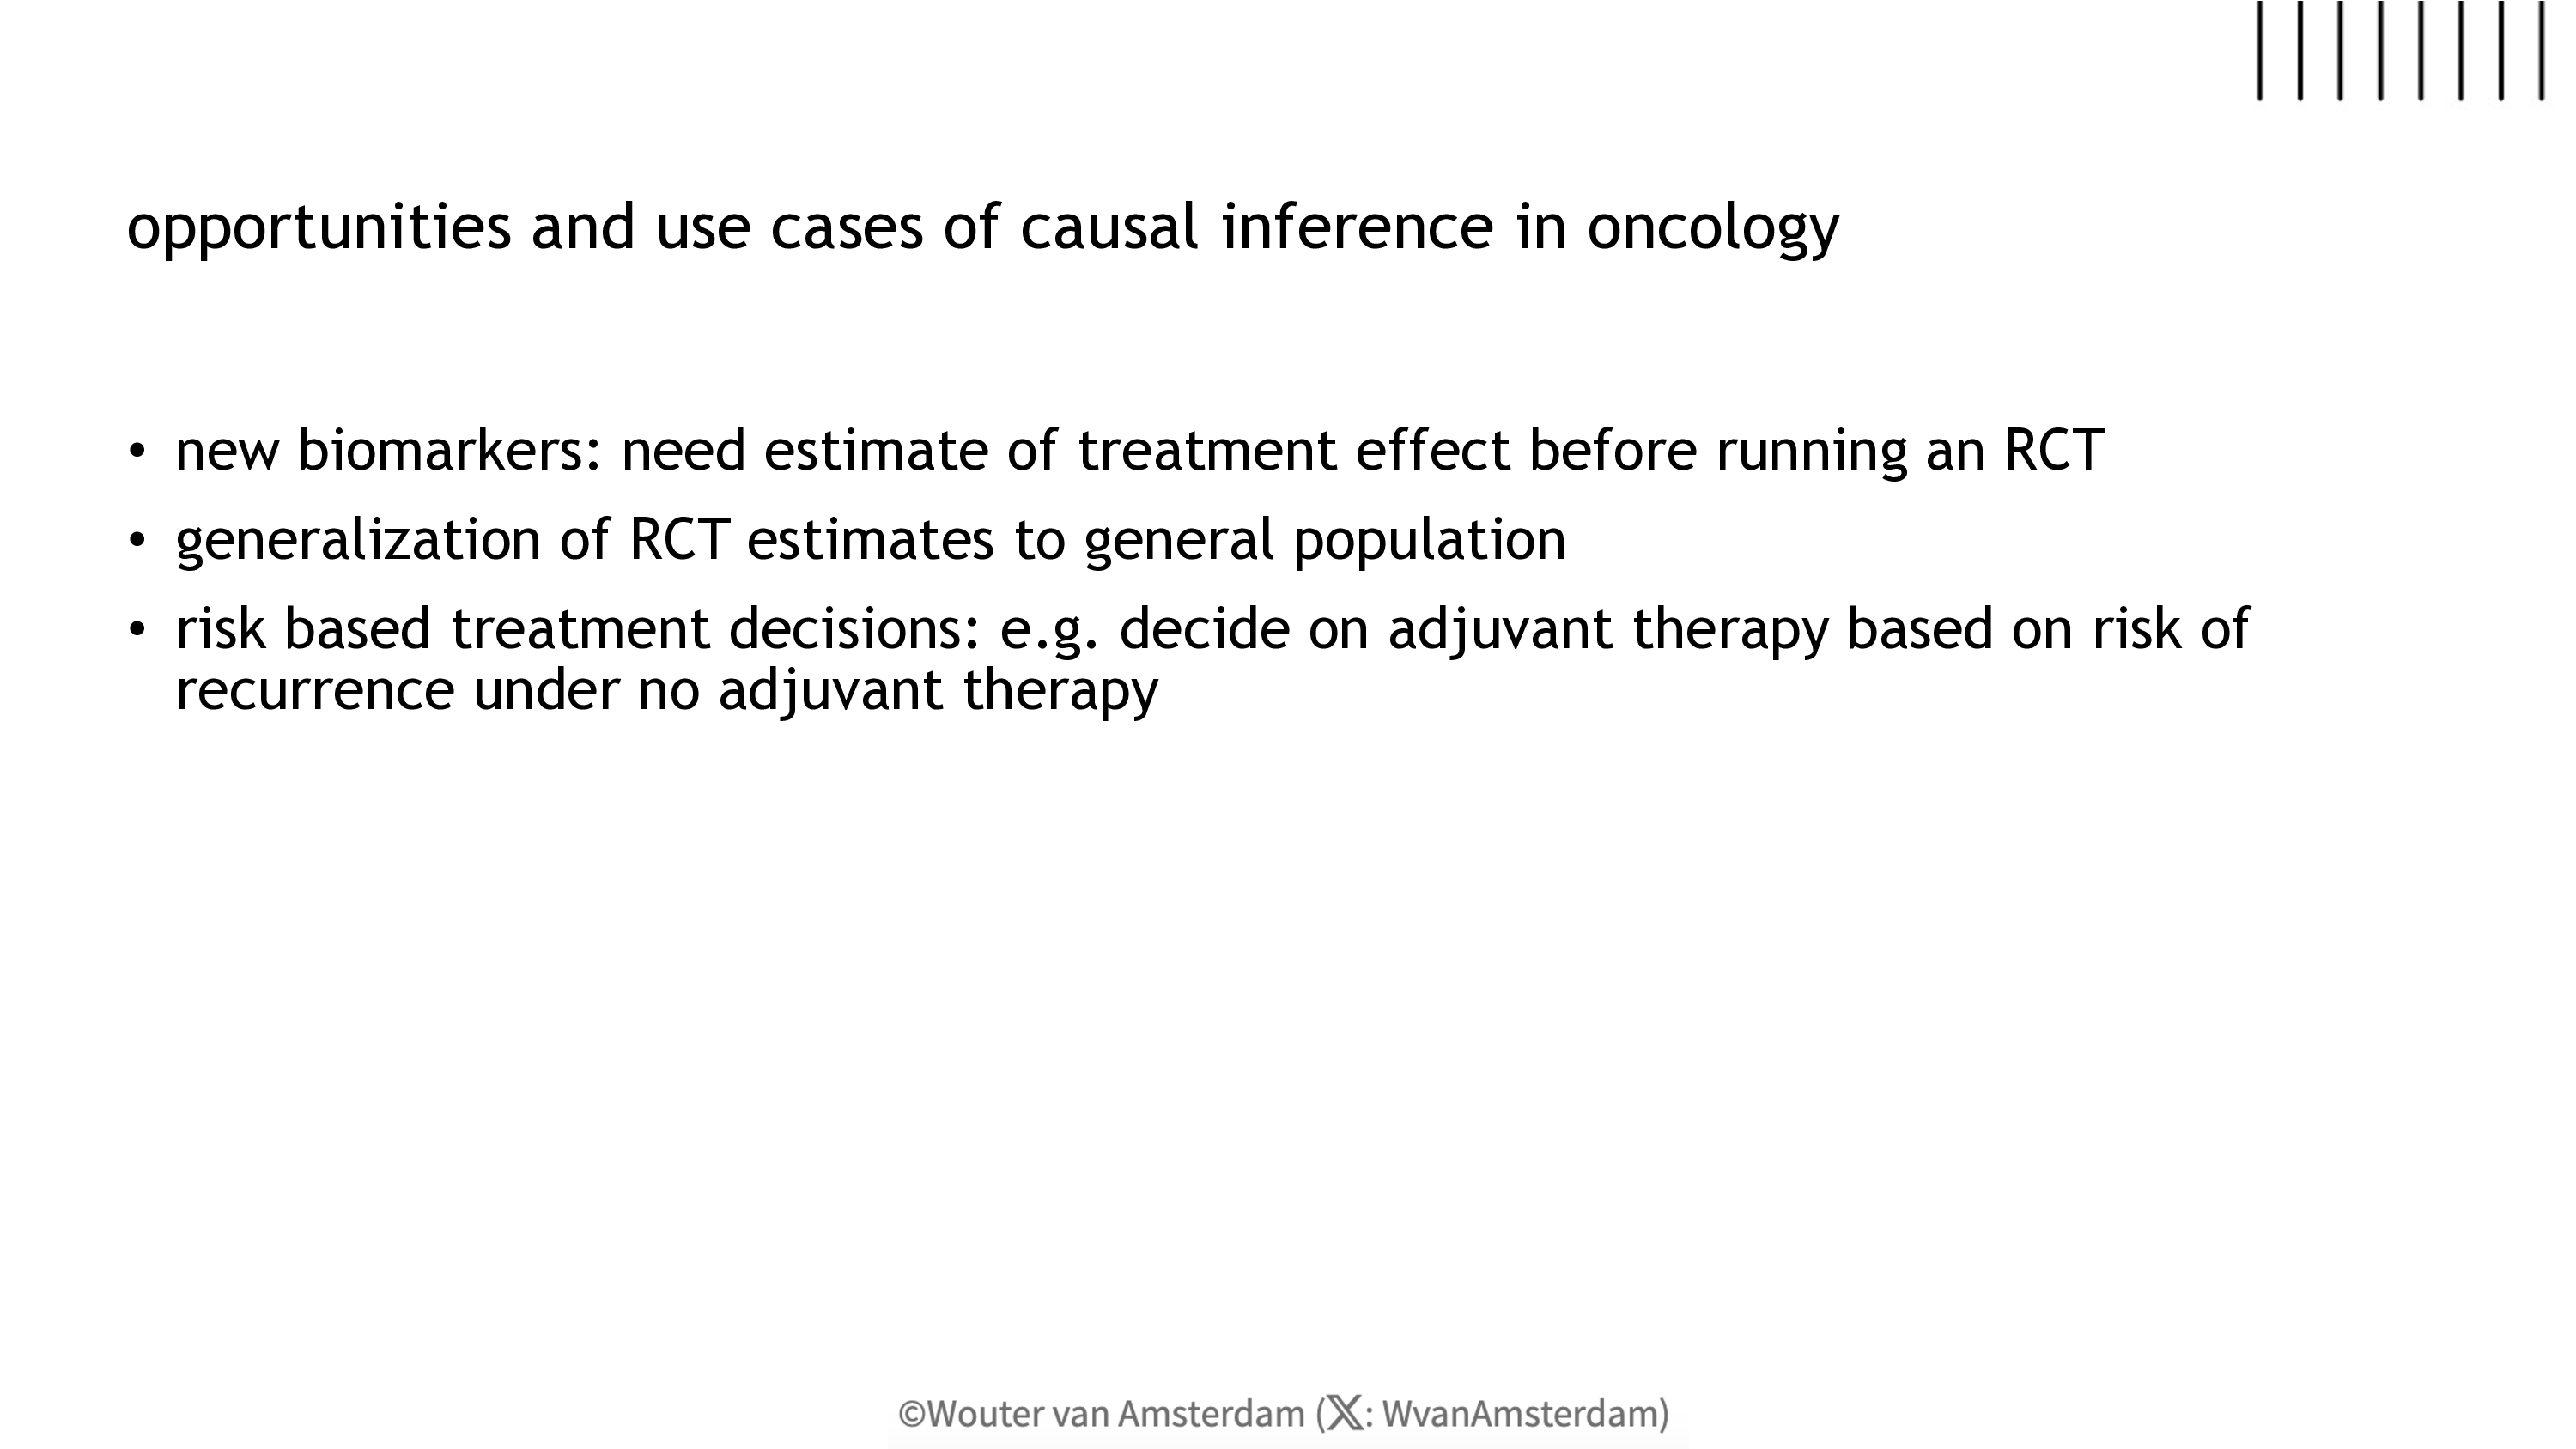 opportunities and use cases of causal inference in oncology
• new biomarkers: need estimate of treatment effect before running an RCT
• generalization of RCT estimates to general population
• risk based treatment decisions: e.g. decide on adjuvant therapy based on risk of
recurrence under no adjuvant therapy
©Wouter van Amsterdam (𝕏: WvanAmsterdam)